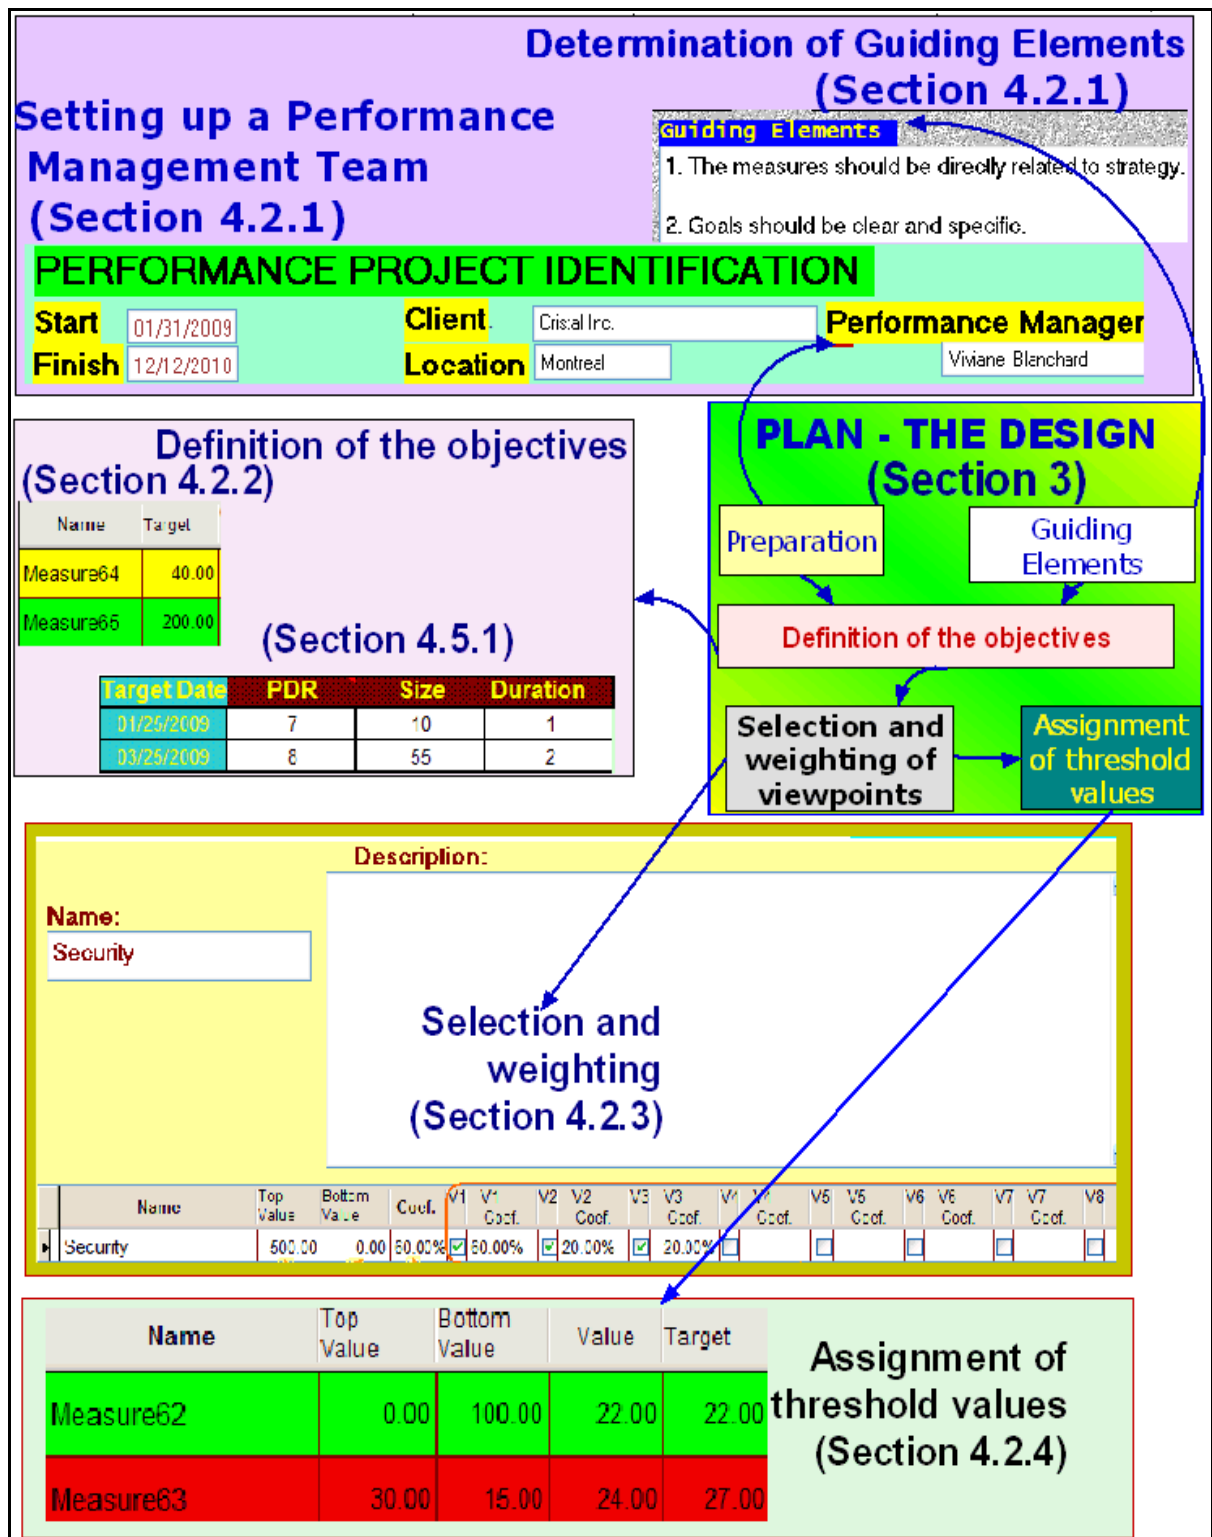 Determination of Guiding Elements
(Section 4.2.1)
Setting up a Performance
Management Team
(Section 4.2.1)
Guiding Elements
1. The measures should be directly related to strategy.
2. Goals should be clear and specific.
PERFORMANCE PROJECT IDENTIFICATION
Start 01/31/2009 Client Cristal Inc. Performance Manager
Finish 12/12/2010 Location Montreal Viviane Blanchard
Definition of the objectives
(Section 4.2.2)
Name Target
Measure64 40.00
Measure65 200.00
(Section 4.5.1)
Target Date PDR Size Duration
01/25/2009 7 10 1
03/25/2009 8 55 2
PLAN - THE DESIGN
(Section 3)
Preparation
Guiding
Elements
Definition of the objectives
Selection and
weighting of
viewpoints
Assignment
of threshold
values
Description:
Name:
Security
Selection and
weighting
(Section 4.2.3)
Name Top Value Bottom Value Coef. V1 V1 Coef. V2 V2 Coef. V3 V3 Coef. V4 V4 Coef. V5 V5 Coef. V6 V6 Coef. V7 V7 Coef. V8
Security 500.00 0.00 60.00% 60.00% 20.00% 20.00%
Name Top Value Bottom Value Value Target
Measure62 0.00 100.00 22.00 22.00
Measure63 30.00 15.00 24.00 27.00
Assignment of
threshold values
(Section 4.2.4)